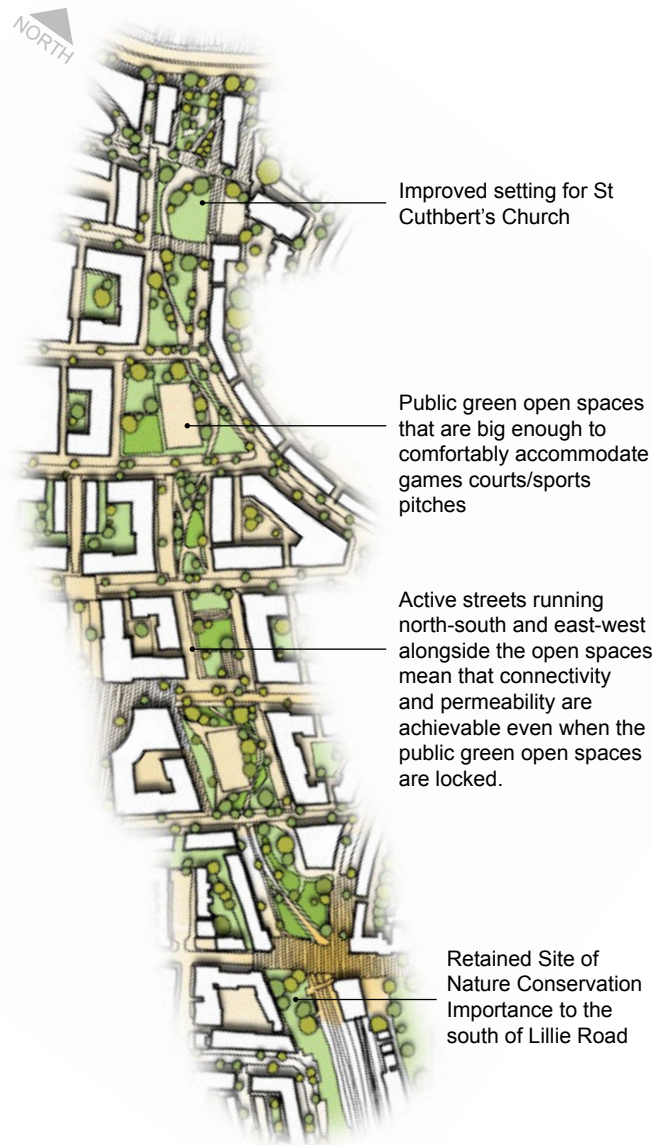 NORTH
Improved setting for St
Cuthbert's Church
Public green open spaces
that are big enough to
comfortably accommodate
games courts/sports
pitches
Active streets running
north-south and east-west
alongside the open spaces
mean that connectivity
and permeability are
achievable even when the
public green open spaces
are locked.
Retained Site of
Nature Conservation
Importance to the
south of Lillie Road